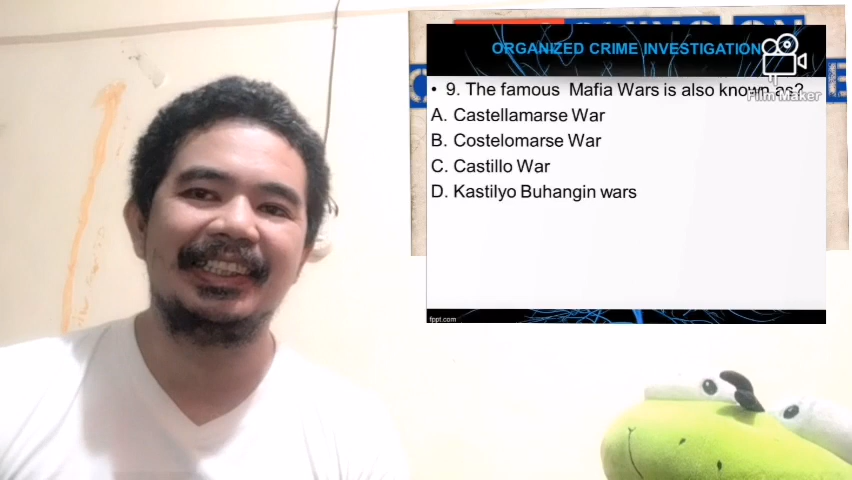 ORGANIZED CRIME INVESTIGATION
• 9. The famous Mafia Wars is also known as?
Film Maker
A. Castellamarse War
B. Costelomarse War
C. Castillo War
D. Kastilyo Buhangin wars
fppt.com